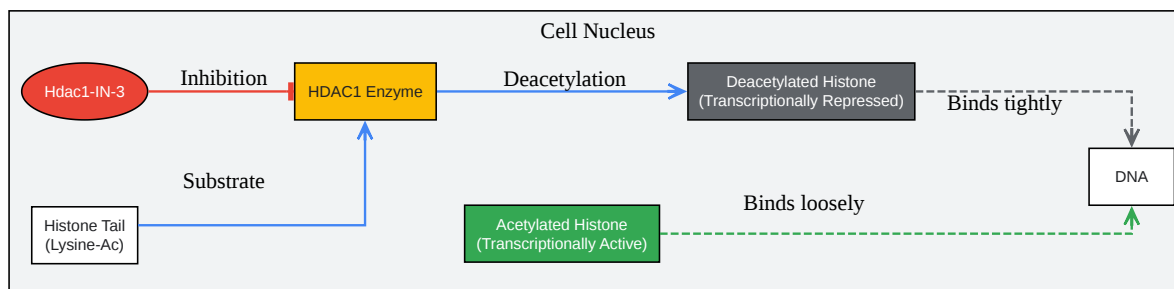 Cell Nucleus
Hdac1-IN-3
Inhibition
HDAC1 Enzyme
Deacetylation
Deacetylated Histone
(Transcriptionally Repressed)
Binds tightly
DNA
Substrate
Histone Tail
(Lysine-Ac)
Acetylated Histone
(Transcriptionally Active)
Binds loosely